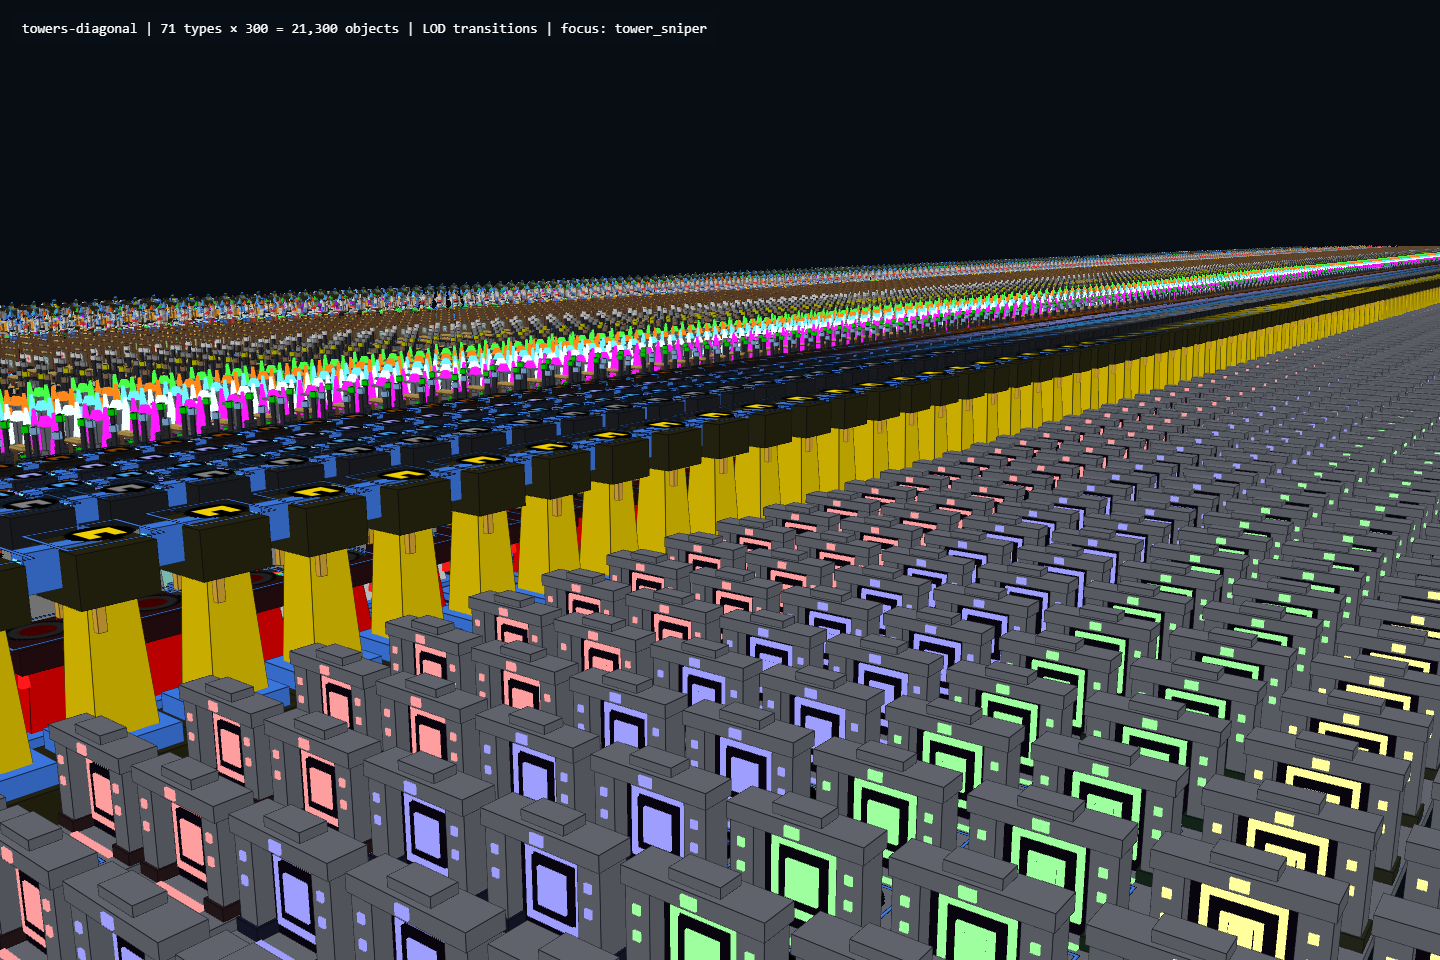 towers-diagonal | 71 types × 300 = 21,300 objects | LOD transitions | focus: tower_sniper